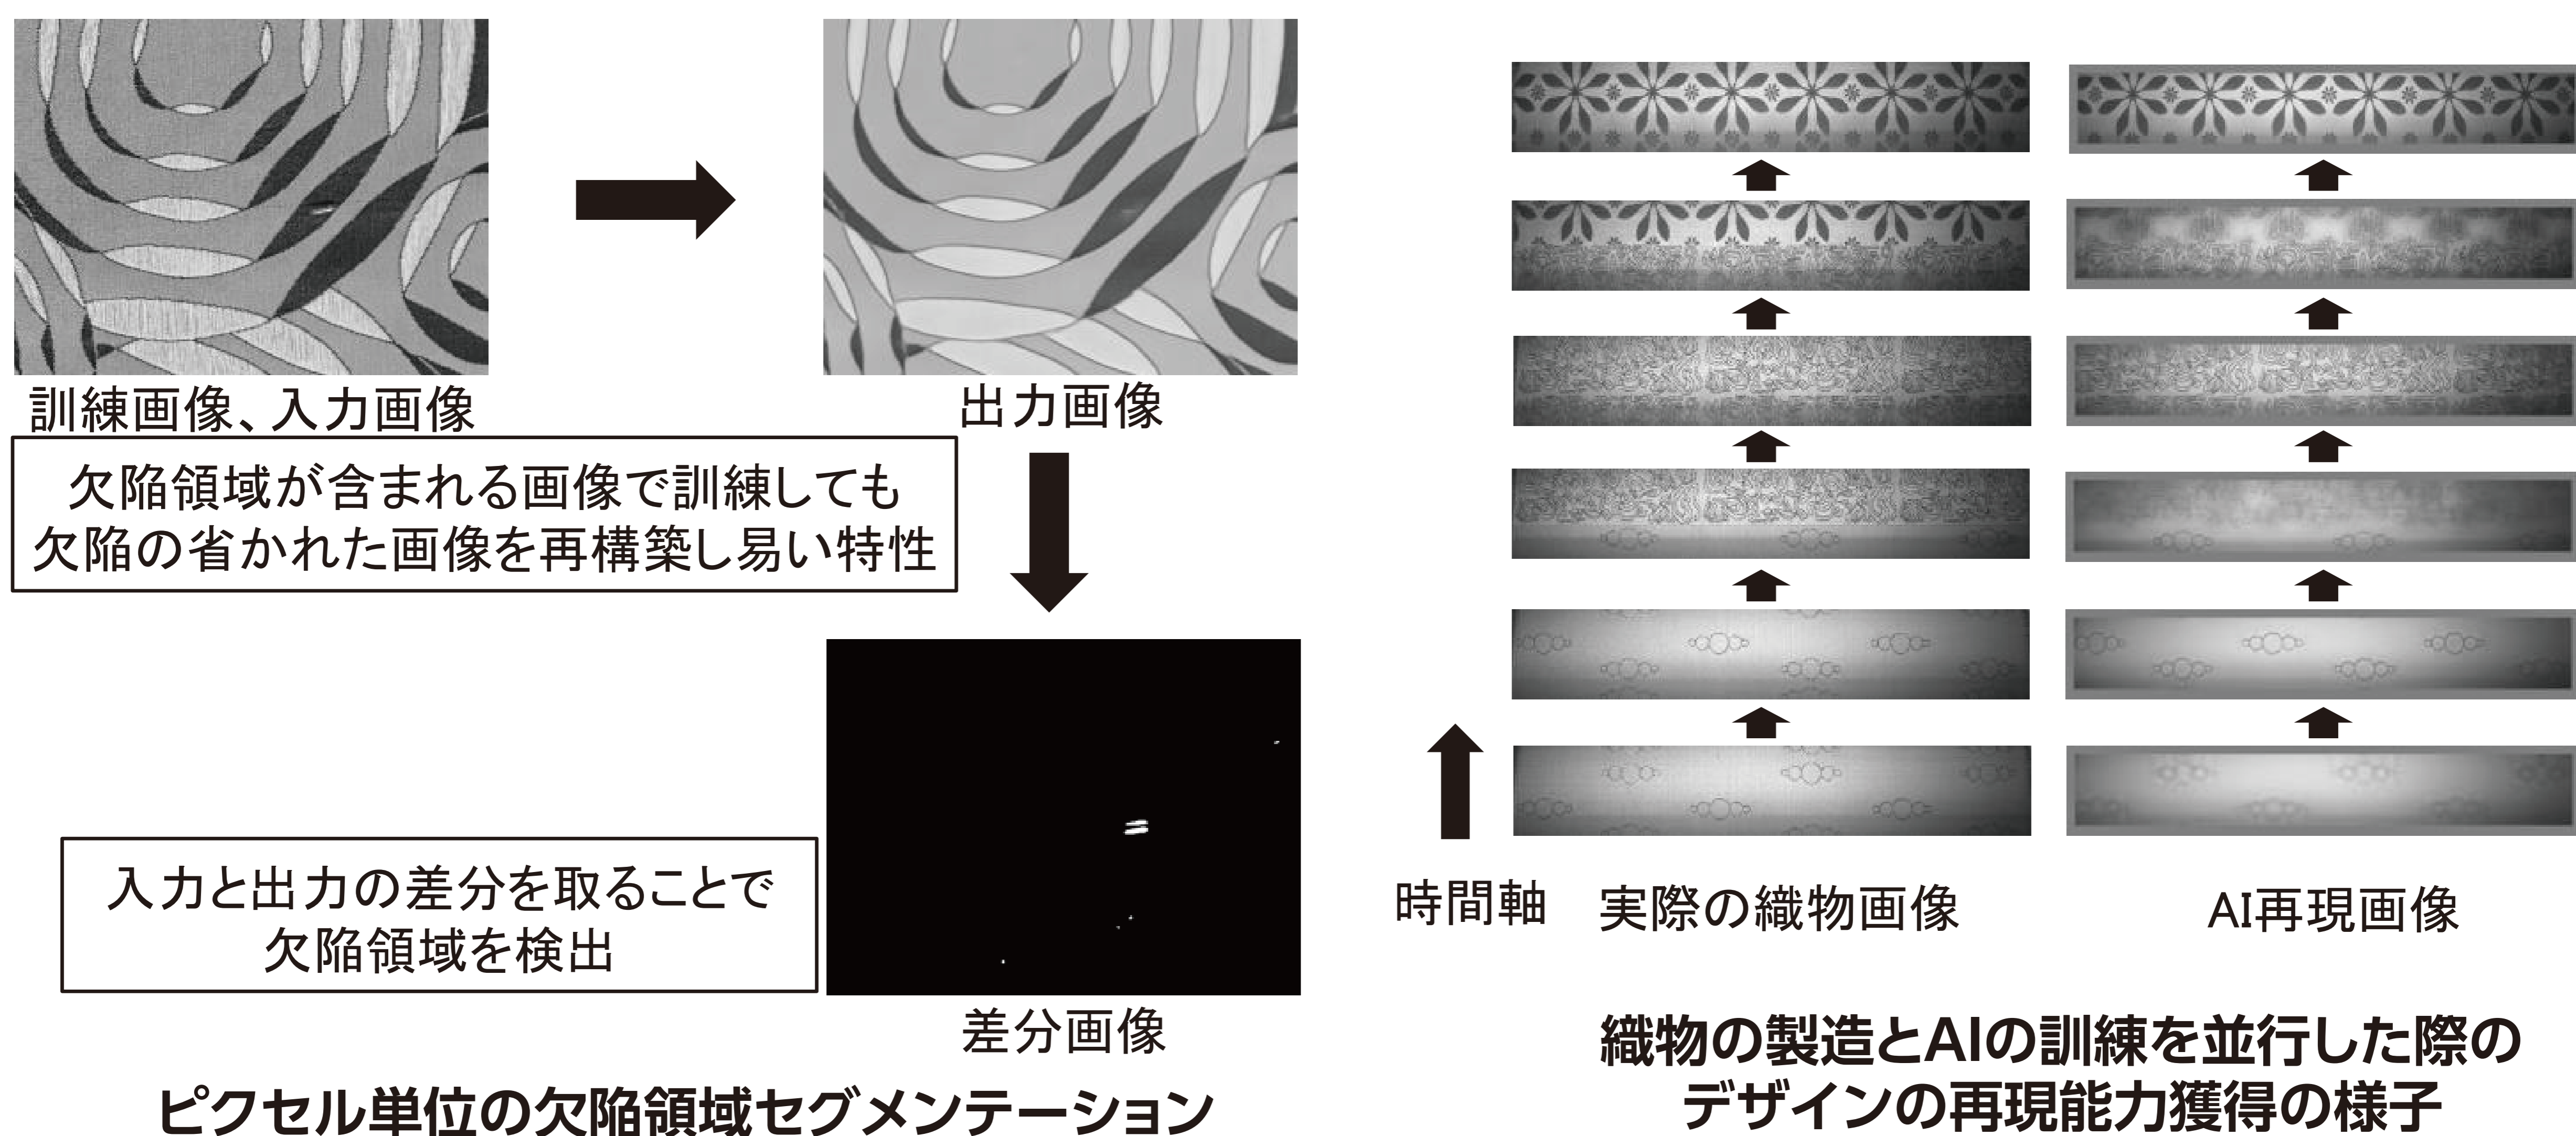 訓練画像、入力画像
出力画像
欠陥領域が含まれる画像で訓練しても
欠陥の省かれた画像を再構築し易い特性
入力と出力の差分を取ることで
欠陥領域を検出
差分画像
ピクセル単位の欠陥領域セグメンテーション
時間軸
実際の織物画像
AI再現画像
織物の製造とAIの訓練を並行した際の
デザインの再現能力獲得の様子